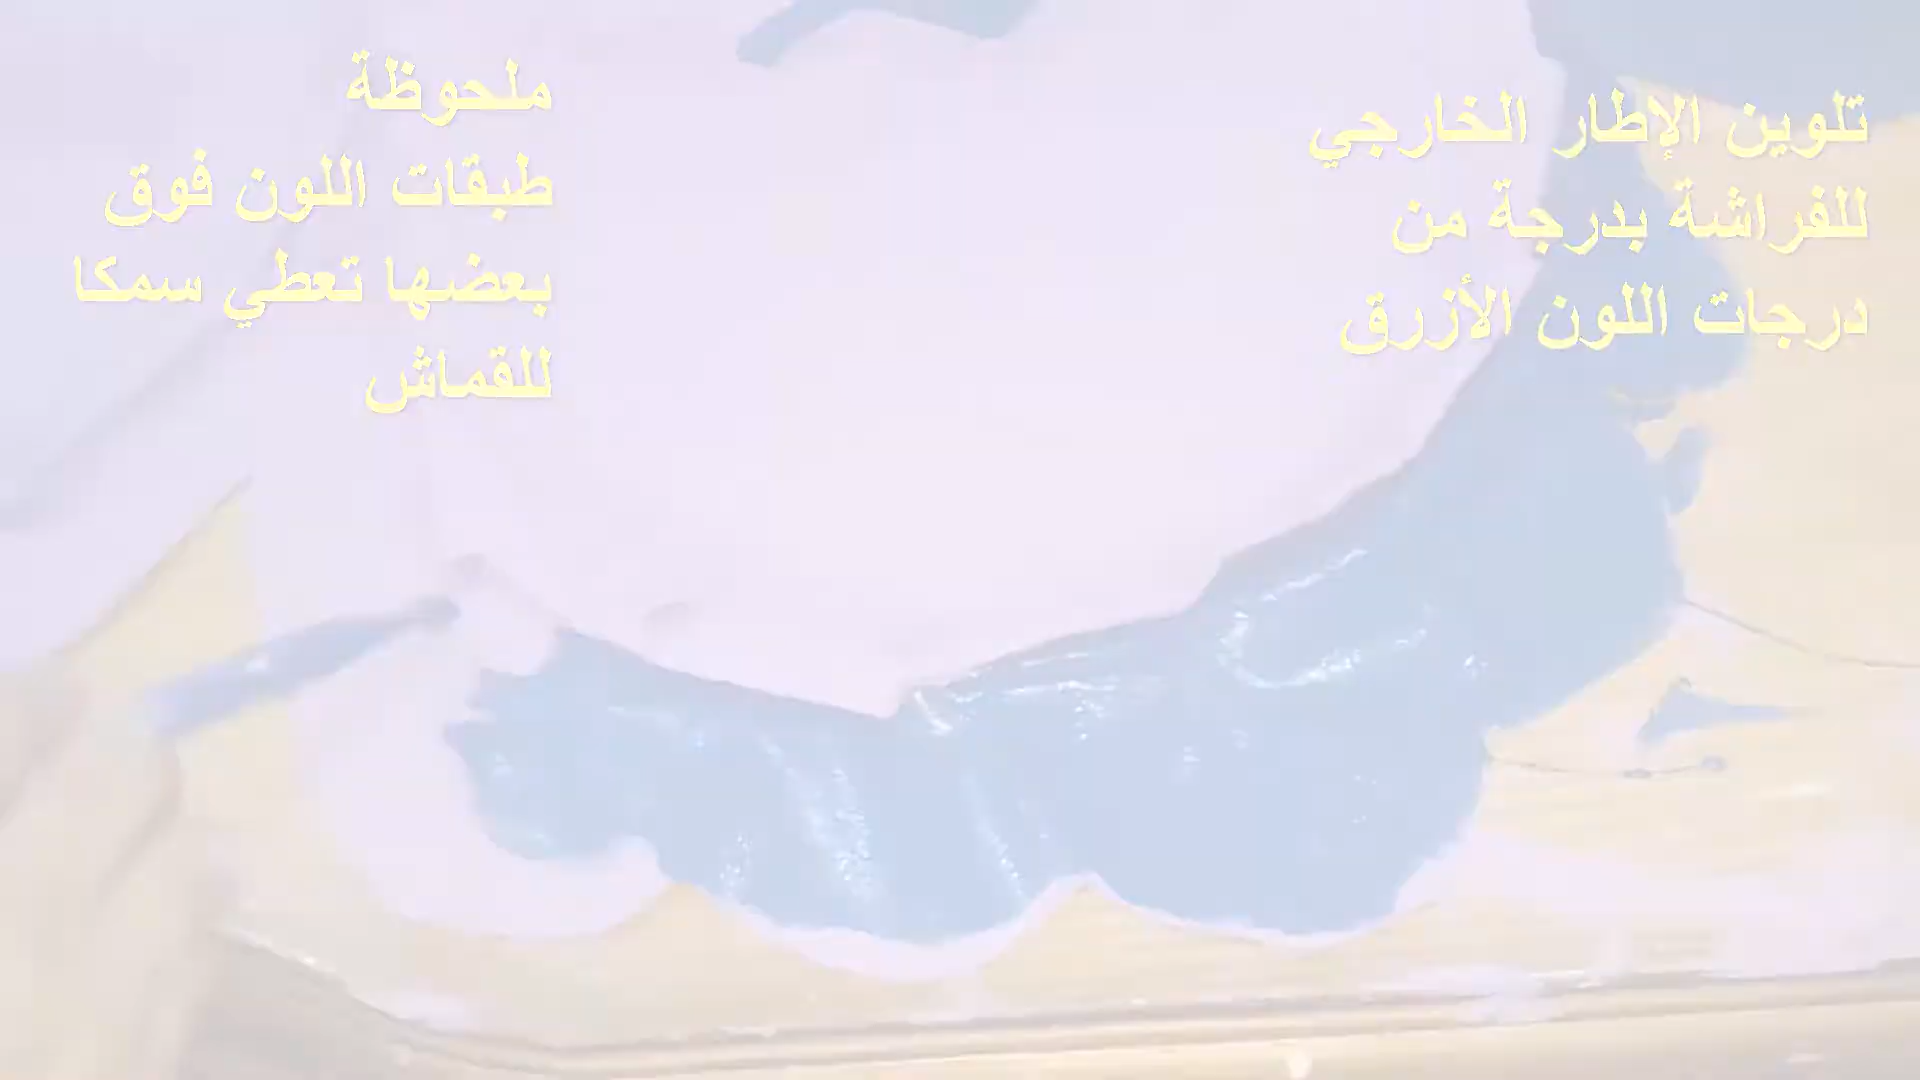 تلوين الإطار الخارجي
للفراشة بدرجة من
درجات اللون الأزرق
ملحوظة
طبقات اللون فوق
بعضها تعطي سمكا
للقماش